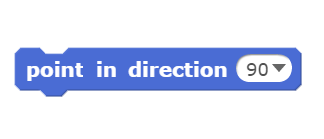 point in direction 90